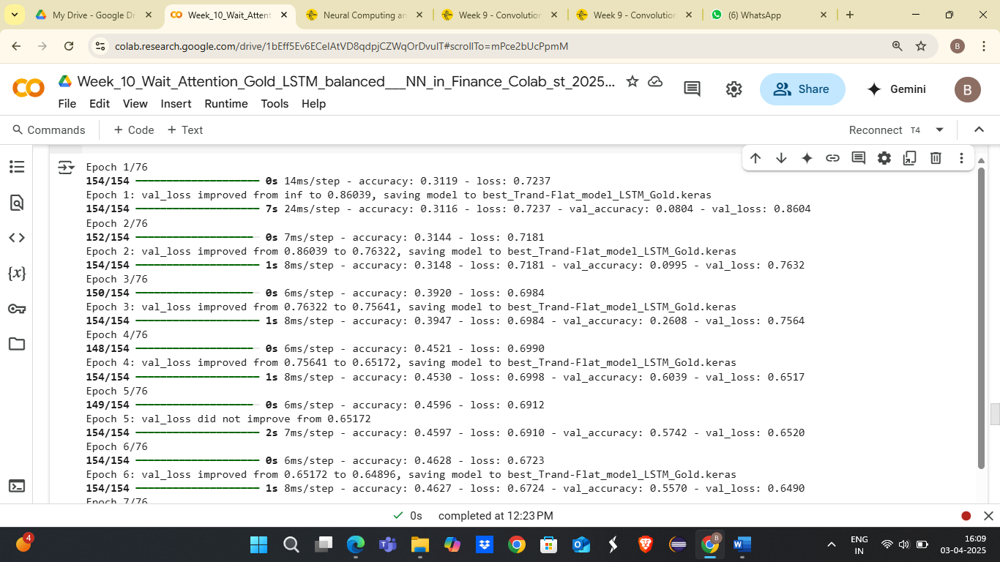 My Drive - Google Dr
Week_10_Wait_Attent
Neural Computing an
Week 9 - Convolution
Week 9 - Convolution
(6) WhatsApp
colab.research.google.com/drive/1bEff5Ev6ECelAtVD8qdpjCZWqOrDvulT#scrollTo=mPce2bUcPpmM
B
Week_10_Wait_Attention_Gold_LSTM_balanced___NN_in_Finance_Colab_st_2025...
Share
Gemini
B
File Edit View Insert Runtime Tools Help
Commands + Code + Text
Reconnect T4
Epoch 1/76
154/154 0s 14ms/step - accuracy: 0.3119 - loss: 0.7237
Epoch 1: val_loss improved from inf to 0.86039, saving model to best_Trand-Flat_model_LSTM_Gold.keras
154/154 7s 24ms/step - accuracy: 0.3116 - loss: 0.7237 - val_accuracy: 0.0804 - val_loss: 0.8604
Epoch 2/76
152/154 0s 7ms/step - accuracy: 0.3144 - loss: 0.7181
Epoch 2: val_loss improved from 0.86039 to 0.76322, saving model to best_Trand-Flat_model_LSTM_Gold.keras
154/154 1s 8ms/step - accuracy: 0.3148 - loss: 0.7181 - val_accuracy: 0.0995 - val_loss: 0.7632
Epoch 3/76
150/154 0s 6ms/step - accuracy: 0.3920 - loss: 0.6984
Epoch 3: val_loss improved from 0.76322 to 0.75641, saving model to best_Trand-Flat_model_LSTM_Gold.keras
154/154 1s 8ms/step - accuracy: 0.3947 - loss: 0.6984 - val_accuracy: 0.2608 - val_loss: 0.7564
Epoch 4/76
148/154 0s 6ms/step - accuracy: 0.4521 - loss: 0.6990
Epoch 4: val_loss improved from 0.75641 to 0.65172, saving model to best_Trand-Flat_model_LSTM_Gold.keras
154/154 1s 8ms/step - accuracy: 0.4530 - loss: 0.6998 - val_accuracy: 0.6039 - val_loss: 0.6517
Epoch 5/76
149/154 0s 6ms/step - accuracy: 0.4596 - loss: 0.6912
Epoch 5: val_loss did not improve from 0.65172
154/154 2s 7ms/step - accuracy: 0.4597 - loss: 0.6910 - val_accuracy: 0.5742 - val_loss: 0.6520
Epoch 6/76
154/154 0s 6ms/step - accuracy: 0.4628 - loss: 0.6723
Epoch 6: val_loss improved from 0.65172 to 0.64896, saving model to best_Trand-Flat_model_LSTM_Gold.keras
154/154 1s 8ms/step - accuracy: 0.4627 - loss: 0.6724 - val_accuracy: 0.5570 - val_loss: 0.6490
Epoch 7/76
0s completed at 12:23 PM
4
ENG
IN
16:09
03-04-2025